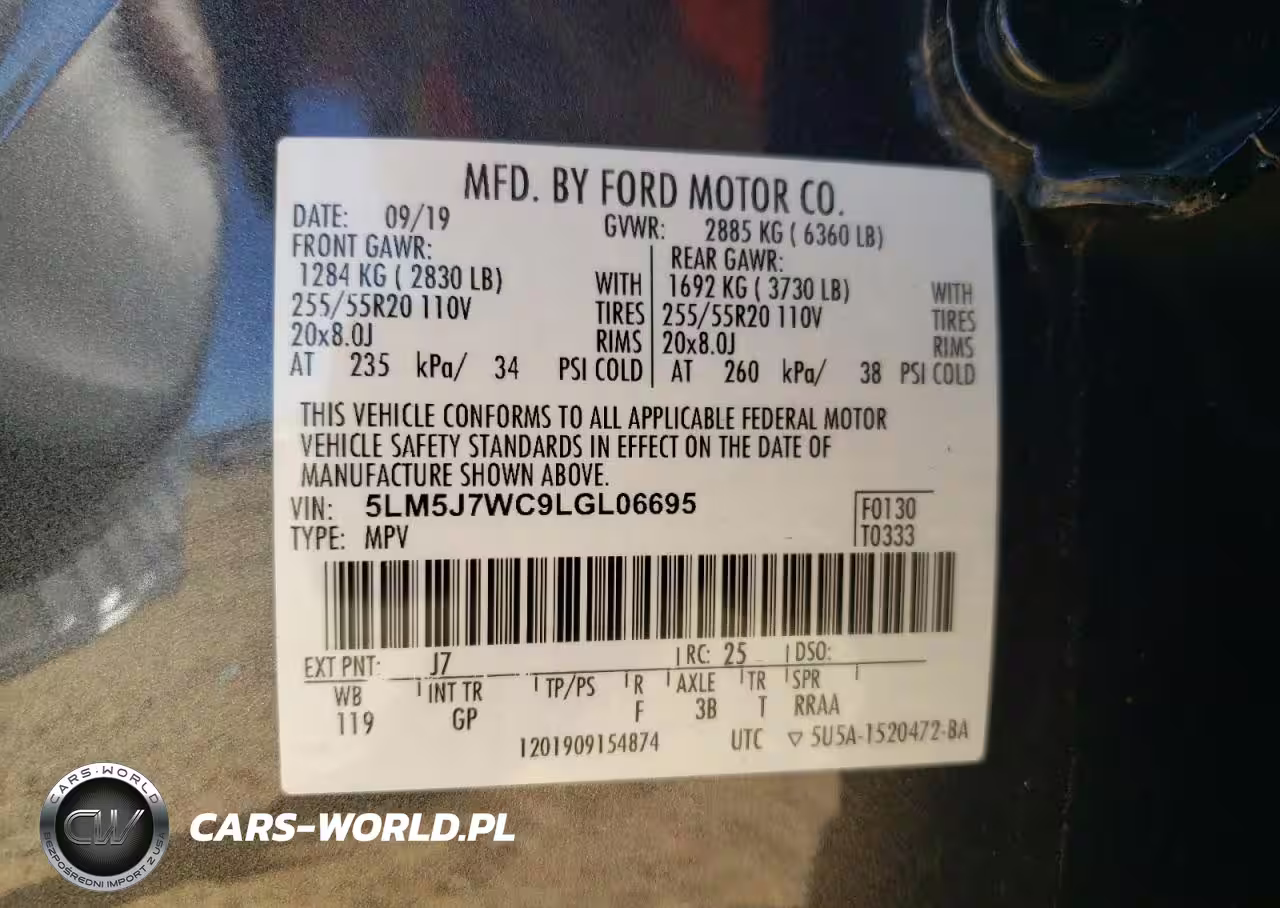 MFD. BY FORD MOTOR CO.
DATE: 09/19 GVWR: 2885 KG ( 6360 LB)
FRONT GAWR: REAR GAWR:
1284 KG ( 2830 LB) WITH 1692 KG ( 3730 LB) WITH
255/55R20 110V TIRES 255/55R20 110V TIRES
20x8.0J RIMS 20x8.0J RIMS
AT 235 kPa/ 34 PSI COLD AT 260 kPa/ 38 PSI COLD
THIS VEHICLE CONFORMS TO ALL APPLICABLE FEDERAL MOTOR
VEHICLE SAFETY STANDARDS IN EFFECT ON THE DATE OF
MANUFACTURE SHOWN ABOVE.
VIN: 5LM5J7WC9LGL06695 F0130
TYPE: MPV T0333
EXT PNT: J7 RC: 25 DSO:
WB INT TR TP/PS R AXLE TR SPR
119 GP F 3B T RRAA
1201909154874 UTC ▽ 5U5A-1520472-BA
CARS-WORLD
CW
BEZPOŚREDNI IMPORT Z USA
CARS-WORLD.PL